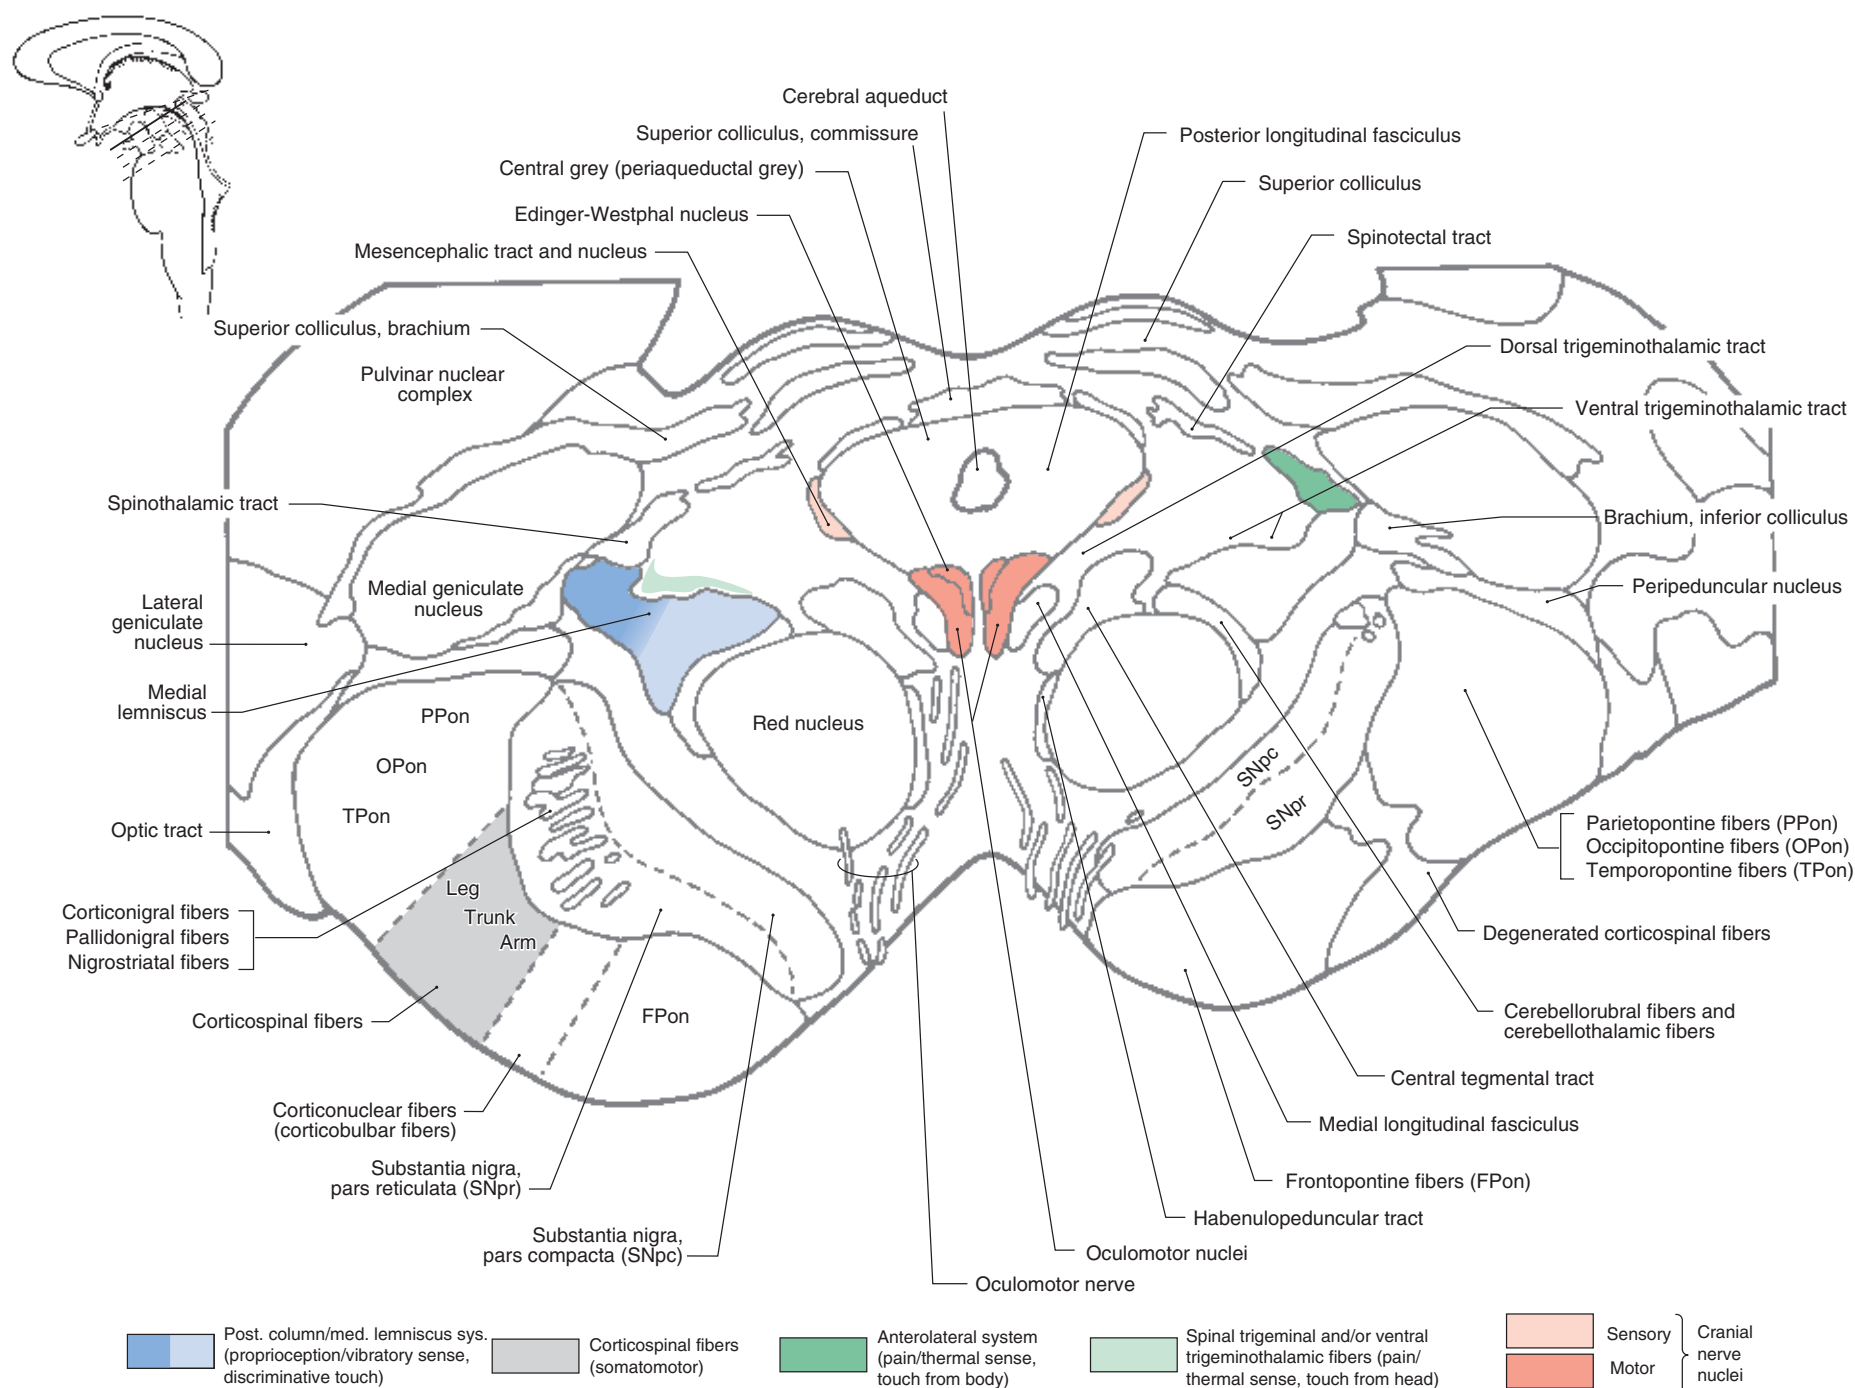 Cerebral aqueduct
Superior colliculus, commissure
Central grey (periaqueductal grey)
Edinger-Westphal nucleus
Mesencephalic tract and nucleus
Superior colliculus, brachium
Pulvinar nuclear
complex
Spinothalamic tract
Medial geniculate
nucleus
Lateral
geniculate
nucleus
Medial
lemniscus
PPon
OPon
TPon
Red nucleus
Optic tract
Leg
Trunk
Arm
Corticonigral fibers
Pallidonigral fibers
Nigrostriatal fibers
Corticospinal fibers
FPon
Corticonuclear fibers
(corticobulbar fibers)
Substantia nigra,
pars reticulata (SNpr)
Substantia nigra,
pars compacta (SNpc)
Posterior longitudinal fasciculus
Superior colliculus
Spinotectal tract
Dorsal trigeminothalamic tract
Ventral trigeminothalamic tract
Brachium, inferior colliculus
Peripeduncular nucleus
SNpc
SNpr
Parietopontine fibers (PPon)
Occipitopontine fibers (OPon)
Temporopontine fibers (TPon)
Degenerated corticospinal fibers
Cerebellorubral fibers and
cerebellothalamic fibers
Central tegmental tract
Medial longitudinal fasciculus
Frontopontine fibers (FPon)
Habenulopeduncular tract
Oculomotor nuclei
Oculomotor nerve
Post. column/med. lemniscus sys.
(proprioception/vibratory sense,
discriminative touch)
Corticospinal fibers
(somatomotor)
Anterolateral system
(pain/thermal sense,
touch from body)
Spinal trigeminal and/or ventral
trigeminothalamic fibers (pain/
thermal sense, touch from head)
Sensory
Motor
Cranial
nerve
nuclei